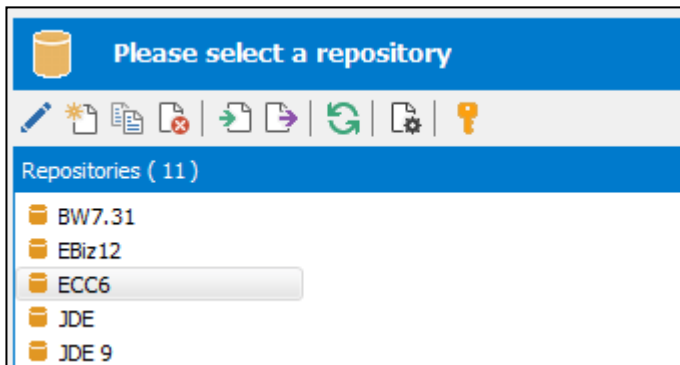 Please select a repository
Repositories ( 11 )
BW7.31
EBiz12
ECC6
JDE
JDE 9